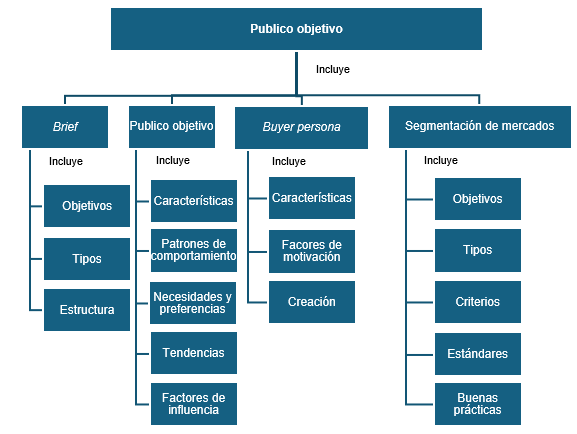 Publico objetivo
Incluye
Brief
Publico objetivo
Buyer persona
Segmentación de mercados
Incluye
Incluye
Incluye
Incluye
Objetivos
Tipos
Estructura
Características
Patrones de
comportamiento
Necesidades y
preferencias
Tendencias
Factores de
influencia
Características
Facores de
motivación
Creación
Objetivos
Tipos
Criterios
Estándares
Buenas
prácticas